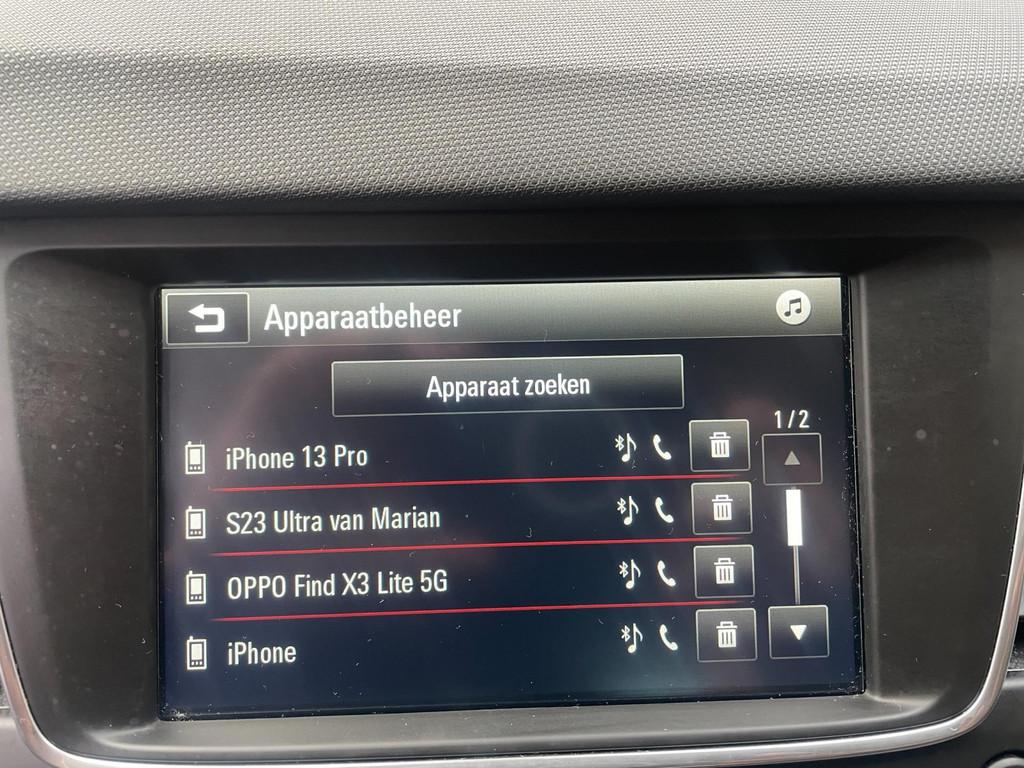 Apparaatbeheer
Apparaat zoeken
1/2
iPhone 13 Pro
S23 Ultra van Marian
OPPO Find X3 Lite 5G
iPhone